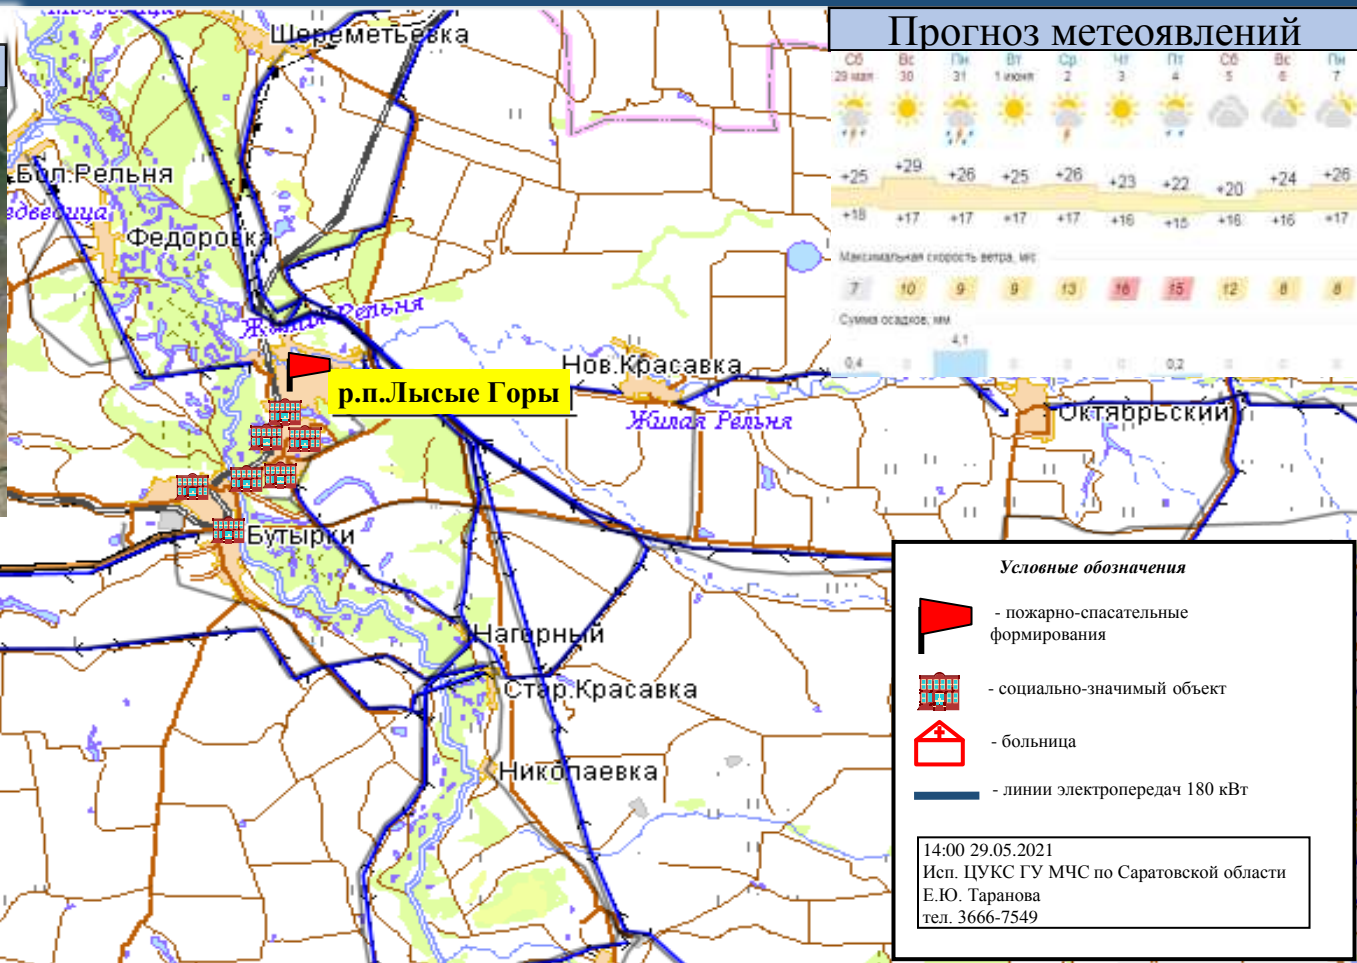 Шереметьевка
Бол.Рельня
Федоровка
Жилая Рельня
р.п.Лысые Горы
Нов.Красавка
Жилая Рельня
Октябрьский
Бутырки
Нагорный
Стар.Красавка
Николаевка
Прогноз метеоявлений
Сб Вс Пн Вт Ср Чт Пт Сб Вс Пн
29 мая 30 31 1 июня 2 3 4 5 6 7
+25 +29 +26 +25 +26 +23 +22 +20 +24 +26
+18 +17 +17 +17 +17 +16 +15 +16 +16 +17
Максимальная скорость ветра, м/с
7 10 9 9 13 16 15 12 8 8
Сумма осадков, мм
4,1
0,4 0,2
Условные обозначения
- пожарно-спасательные
формирования
- социально-значимый объект
- больница
- линии электропередач 180 кВт
14:00 29.05.2021
Исп. ЦУКС ГУ МЧС по Саратовской области
Е.Ю. Таранова
тел. 3666-7549